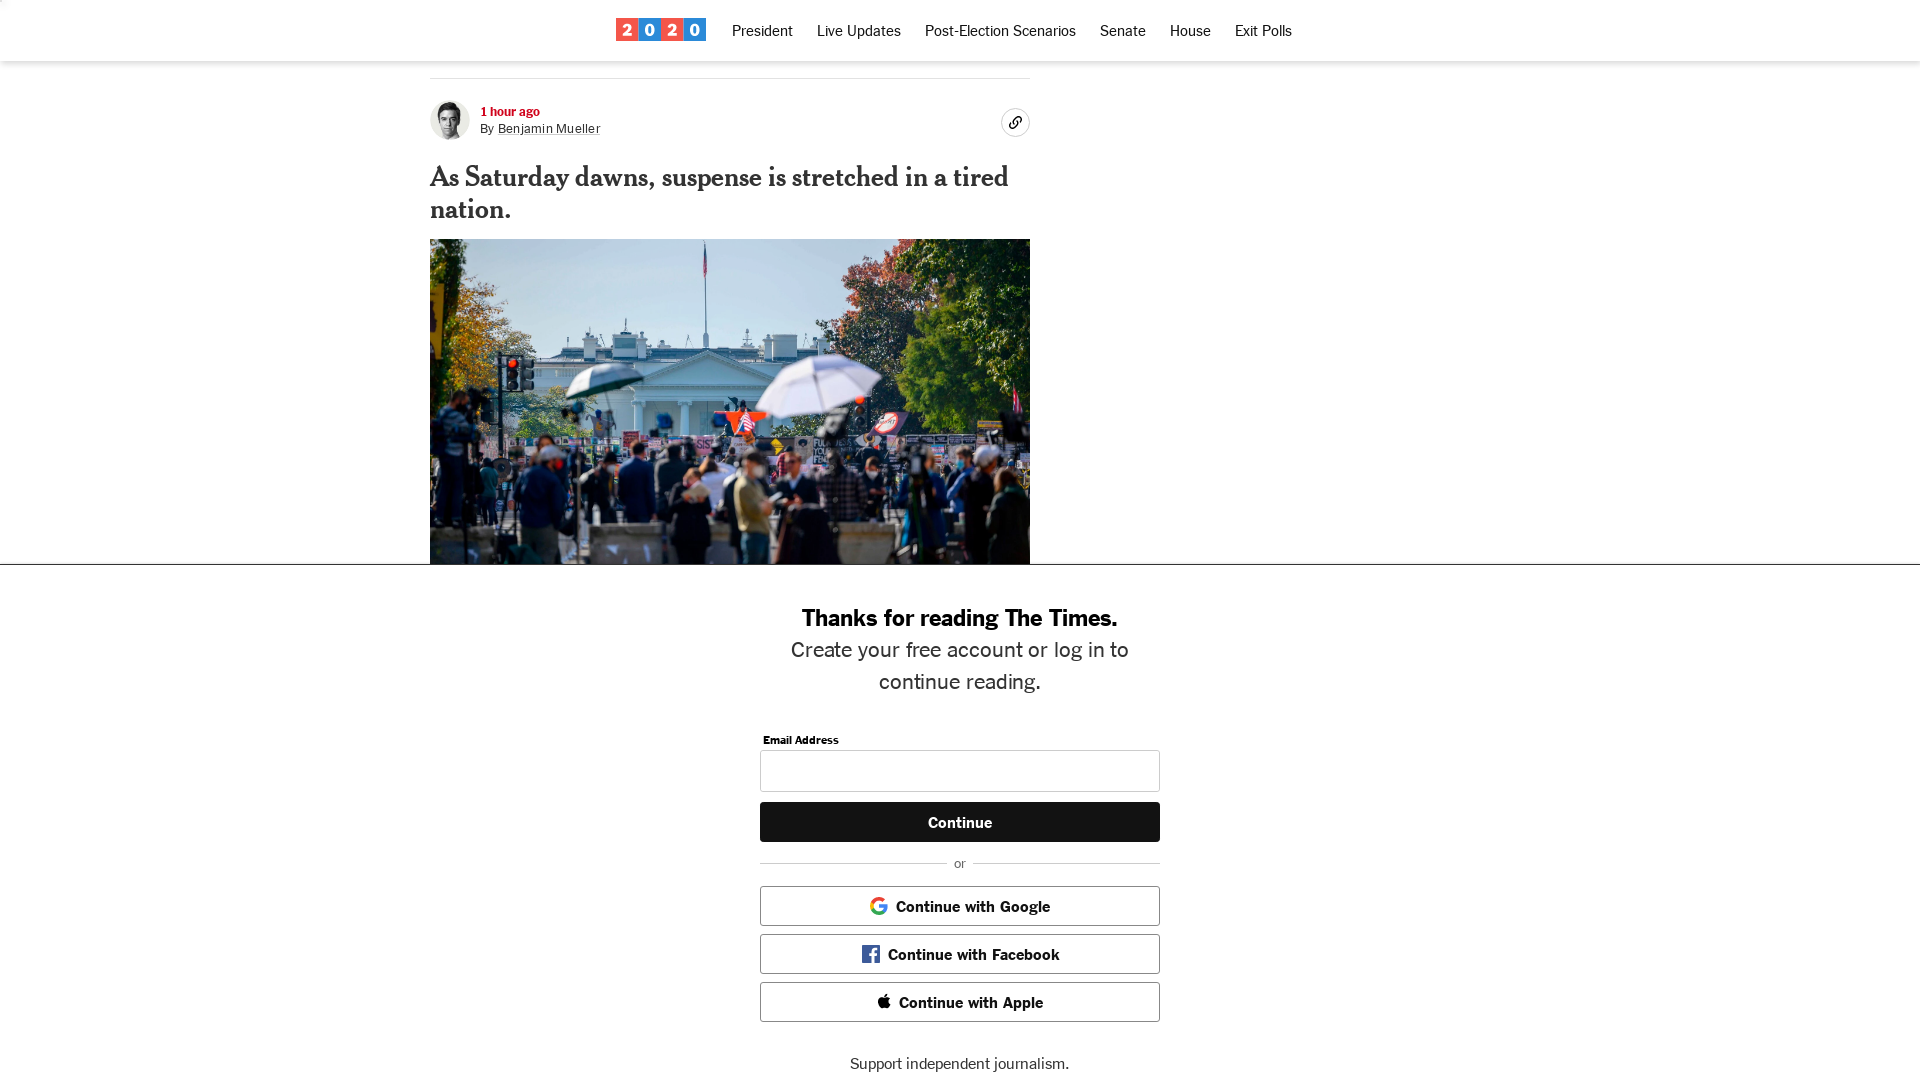 2020 President Live Updates Post-Election Scenarios Senate House Exit Polls
1 hour ago
By Benjamin Mueller
As Saturday dawns, suspense is stretched in a tired
nation.
Thanks for reading The Times.
Create your free account or log in to
continue reading.
Email Address
Continue
or
Continue with Google
Continue with Facebook
Continue with Apple
Support independent journalism.